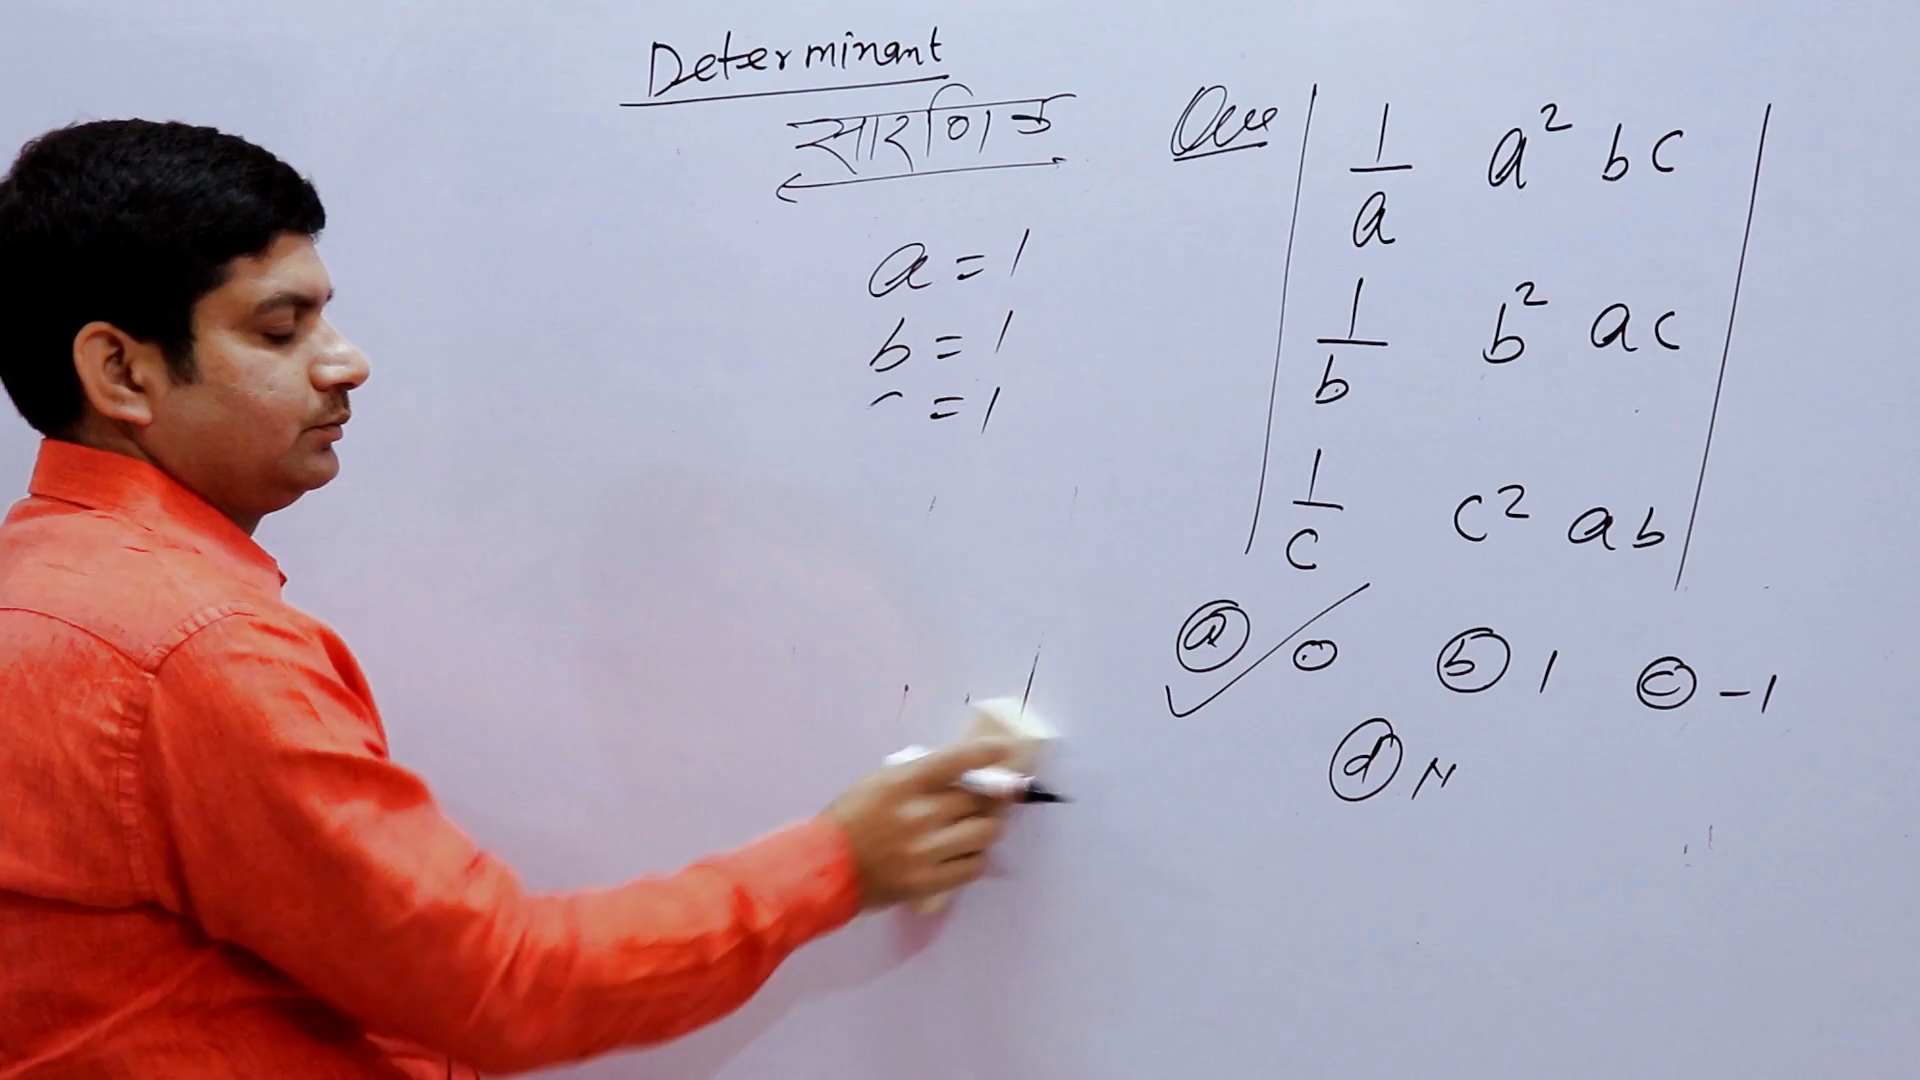 Determinant
सारणिक
a = 1
b = 1
= 1
Que
| 1/a a² bc |
| 1/b b² ac |
| 1/c c² ab |
(a) 0 (b) 1 (c) -1
(d) N